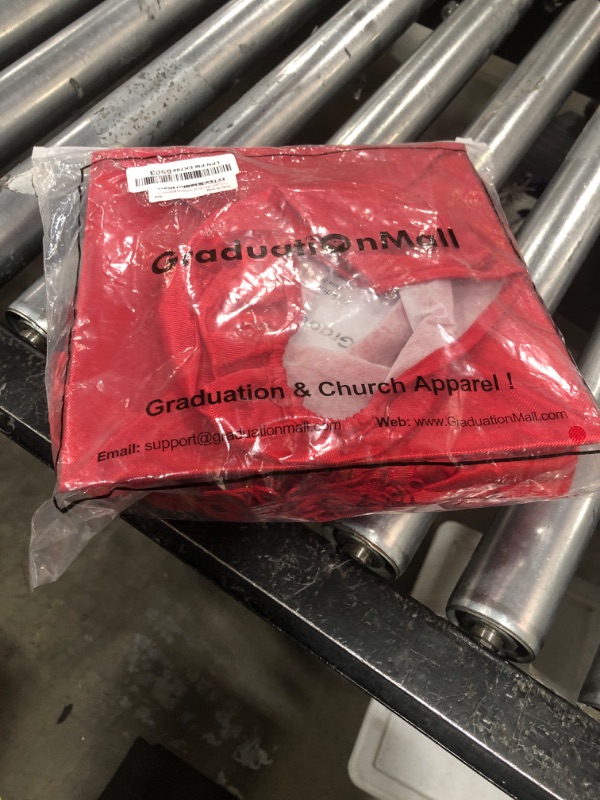 GraduatiOnMall
Graduation & Church Apparel !
Email: support@graduationmall.com
Web: www.GraduationMall.com